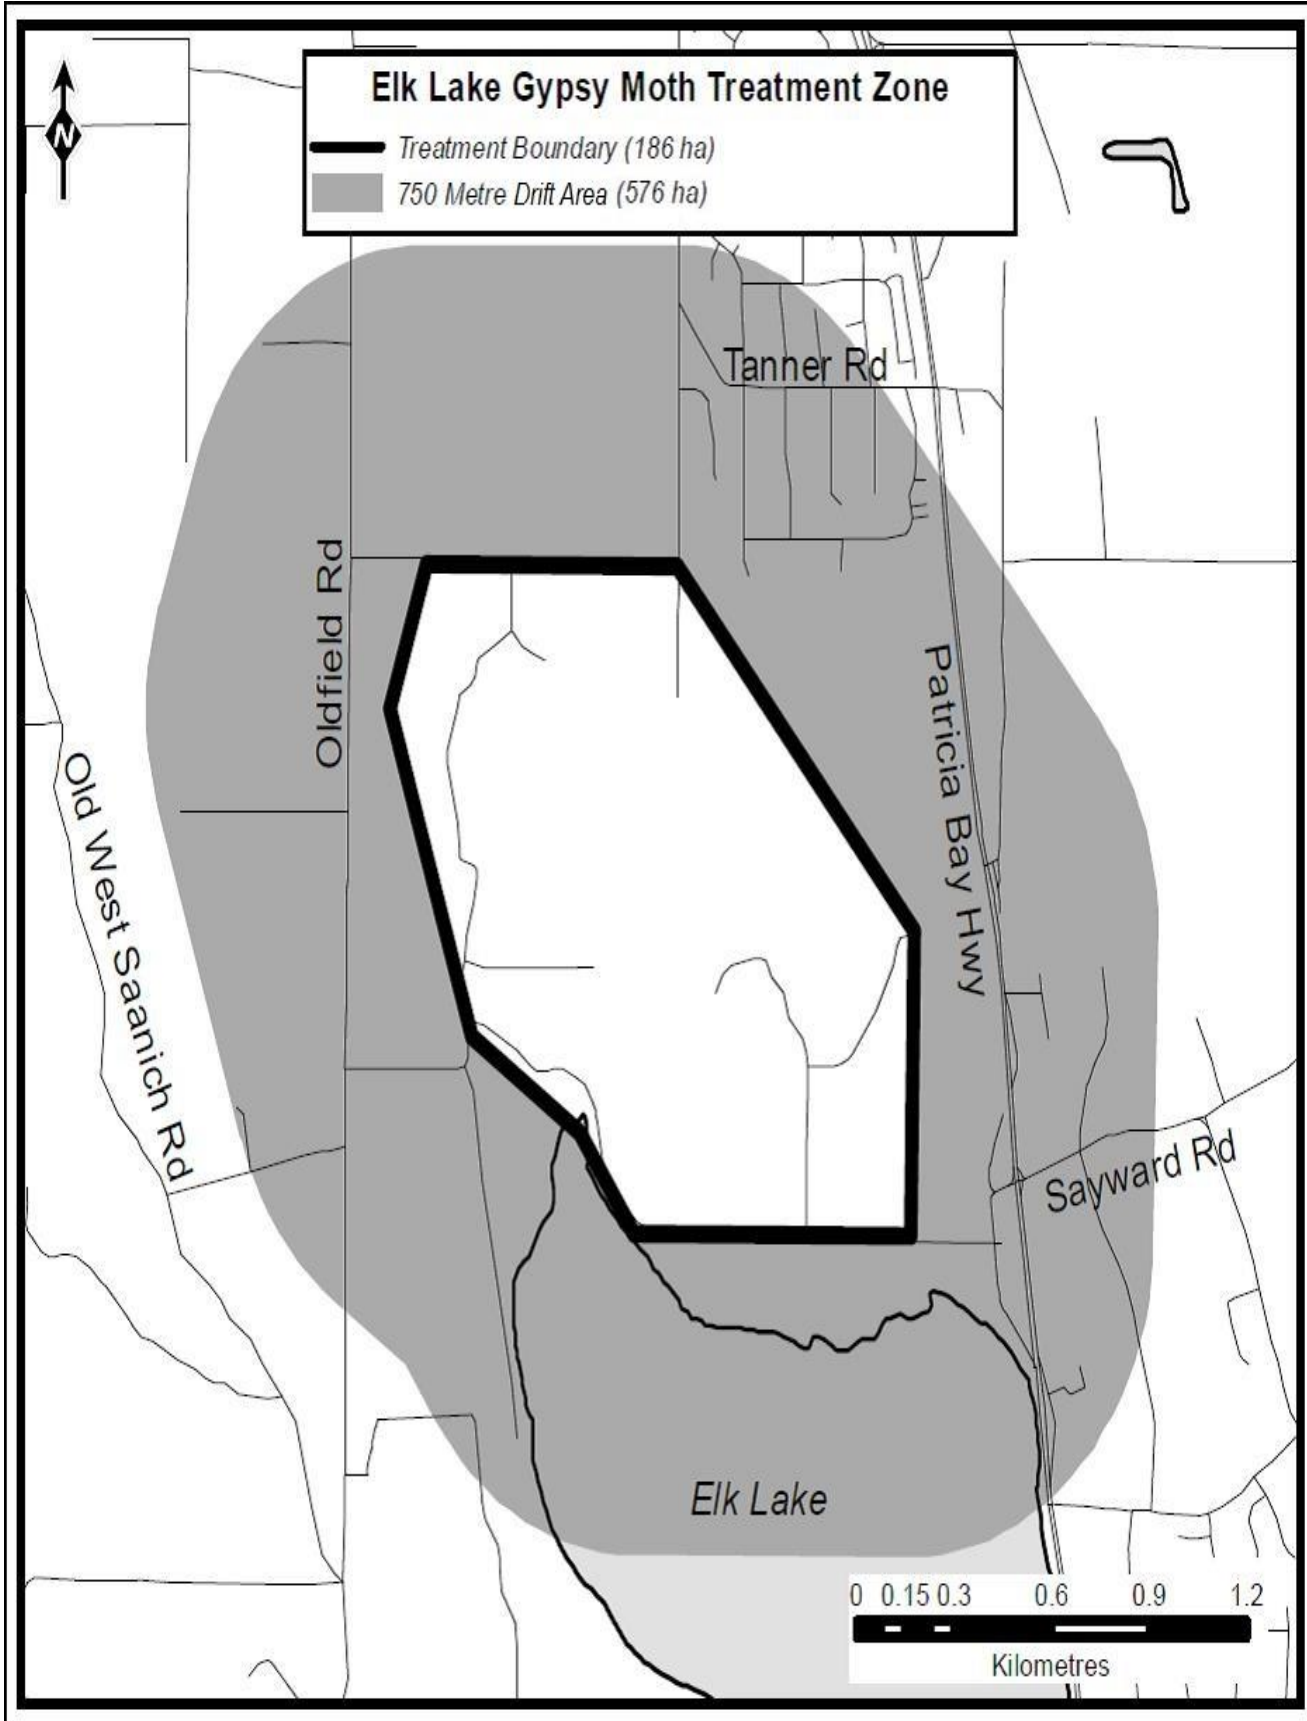 Elk Lake Gypsy Moth Treatment Zone
N
Treatment Boundary (186 ha)
750 Metre Drift Area (576 ha)
Tanner Rd
Oldfield Rd
Patricia Bay Hwy
Old West Saanich Rd
Sayward Rd
Elk Lake
0 0.15 0.3 0.6 0.9 1.2
Kilometres